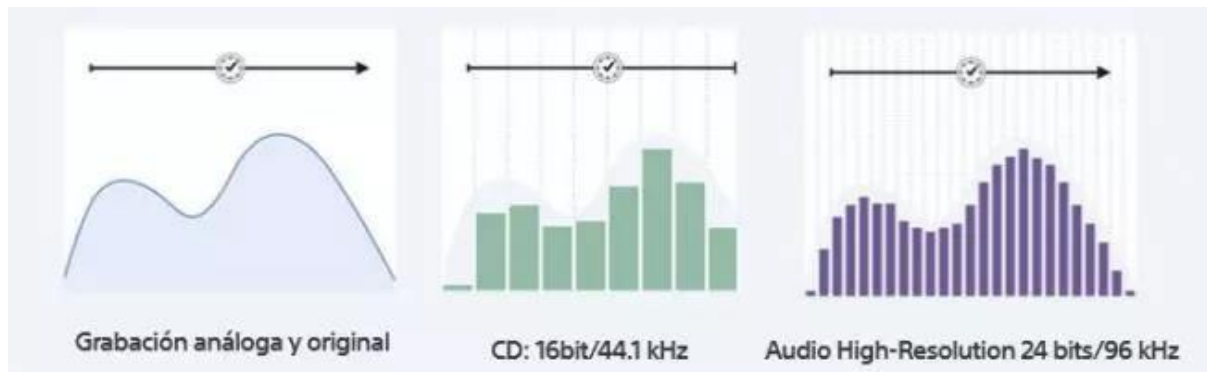 Grabación análoga y original
CD: 16bit/44.1 kHz
Audio High-Resolution 24 bits/96 kHz